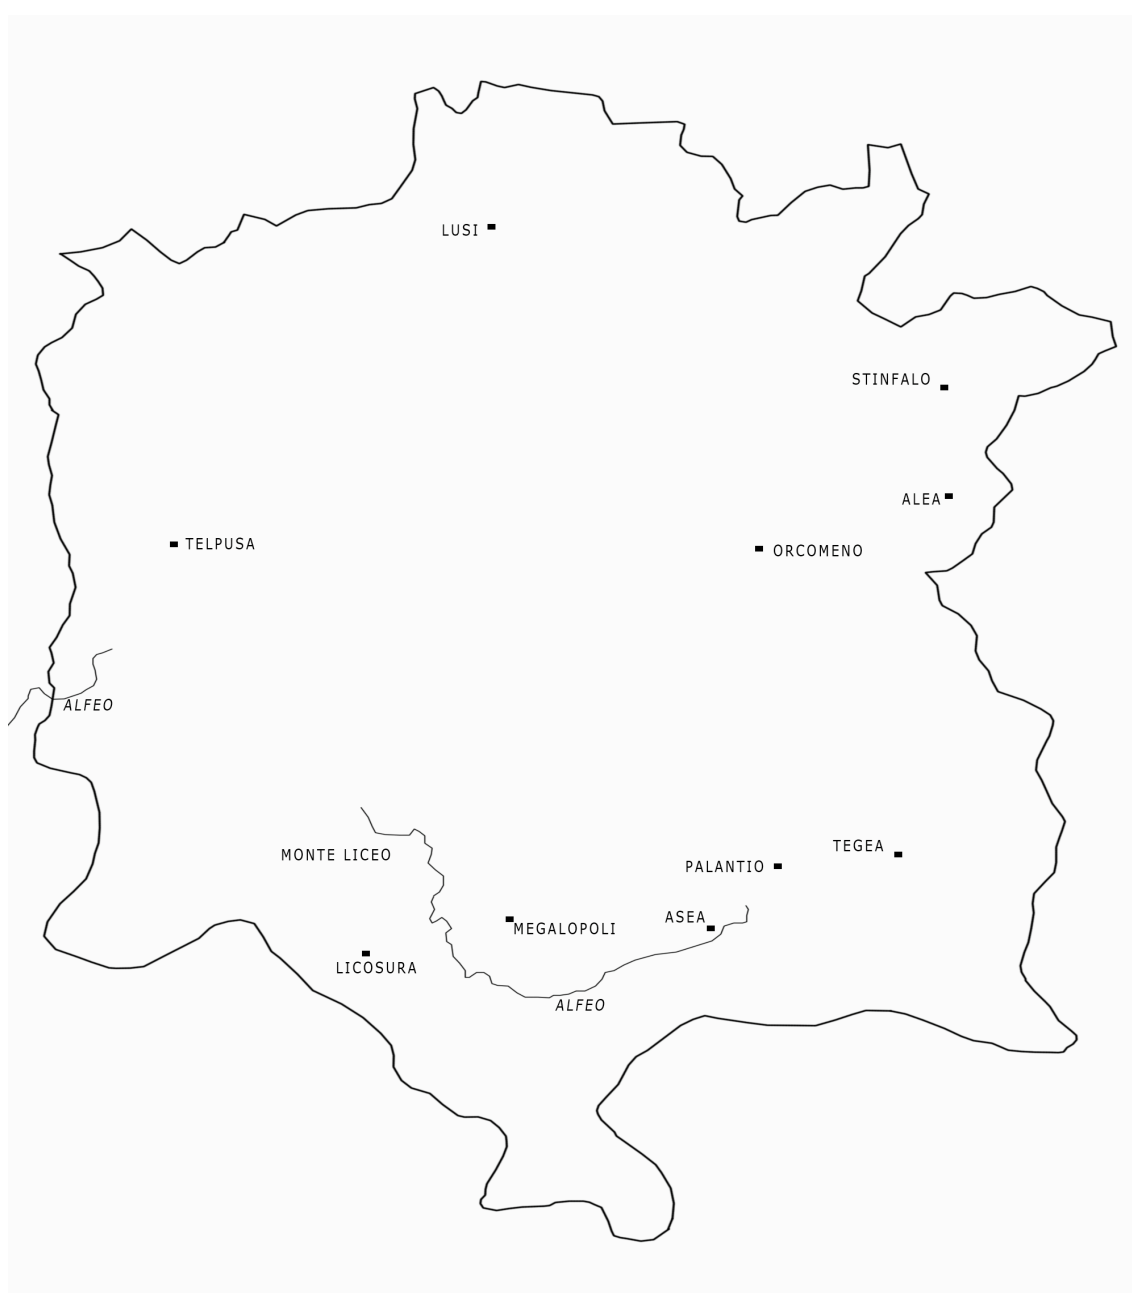 LUSI
STINFALO
ALEA
TELPUSA
ORCOMENO
ALFEO
TEGEA
MONTE LICEO
PALANTIO
ASEA
MEGALOPOLI
LICOSURA
ALFEO